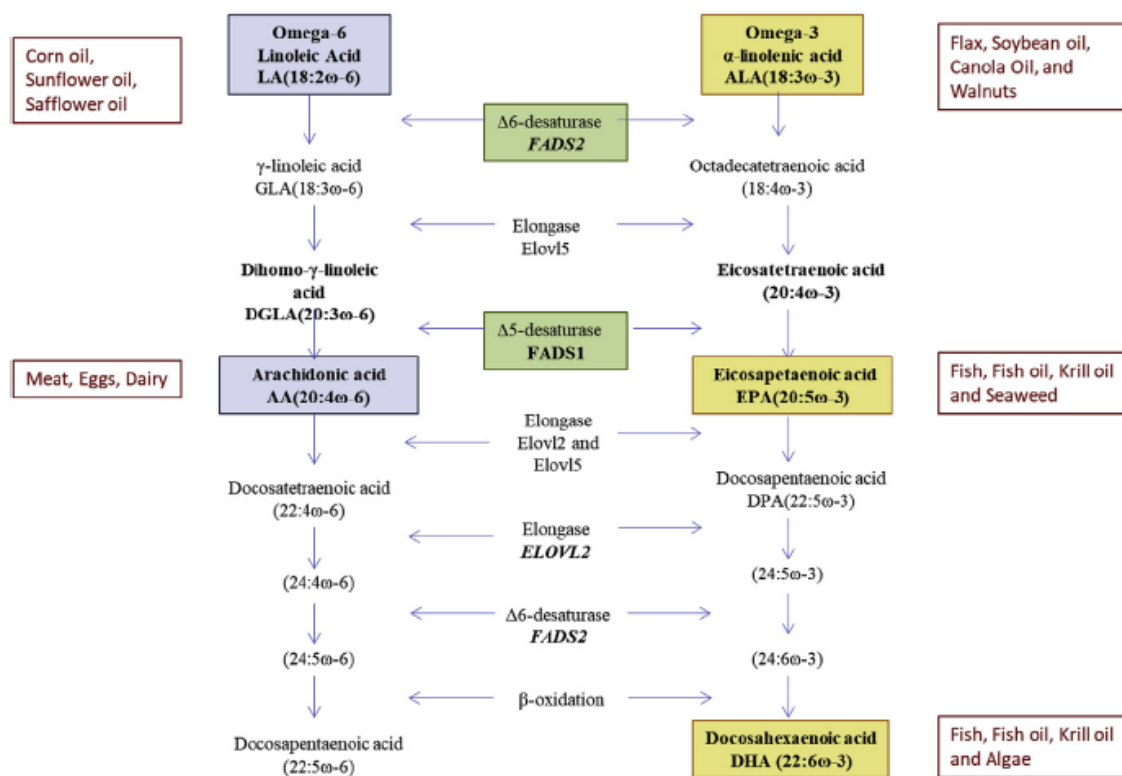 Corn oil,
Sunflower oil,
Safflower oil
Omega-6
Linoleic Acid
LA(18:2ω-6)
Omega-3
α-linolenic acid
ALA(18:3ω-3)
Flax, Soybean oil,
Canola Oil, and
Walnuts
Δ6-desaturase
FADS2
γ-linoleic acid
GLA(18:3ω-6)
Octadecatetraenoic acid
(18:4ω-3)
Elongase
Elovl5
Dihomo-γ-linoleic
acid
DGLA(20:3ω-6)
Eicosatetraenoic acid
(20:4ω-3)
Δ5-desaturase
FADS1
Meat, Eggs, Dairy
Arachidonic acid
AA(20:4ω-6)
Eicosapetaenoic acid
EPA(20:5ω-3)
Fish, Fish oil, Krill oil
and Seaweed
Elongase
Elovl2 and
Elovl5
Docosatetraenoic acid
(22:4ω-6)
Docosapentaenoic acid
DPA(22:5ω-3)
Elongase
ELOVL2
(24:4ω-6)
(24:5ω-3)
Δ6-desaturase
FADS2
(24:5ω-6)
(24:6ω-3)
β-oxidation
Docosapentaenoic acid
(22:5ω-6)
Docosahexaenoic acid
DHA (22:6ω-3)
Fish, Fish oil, Krill oil
and Algae